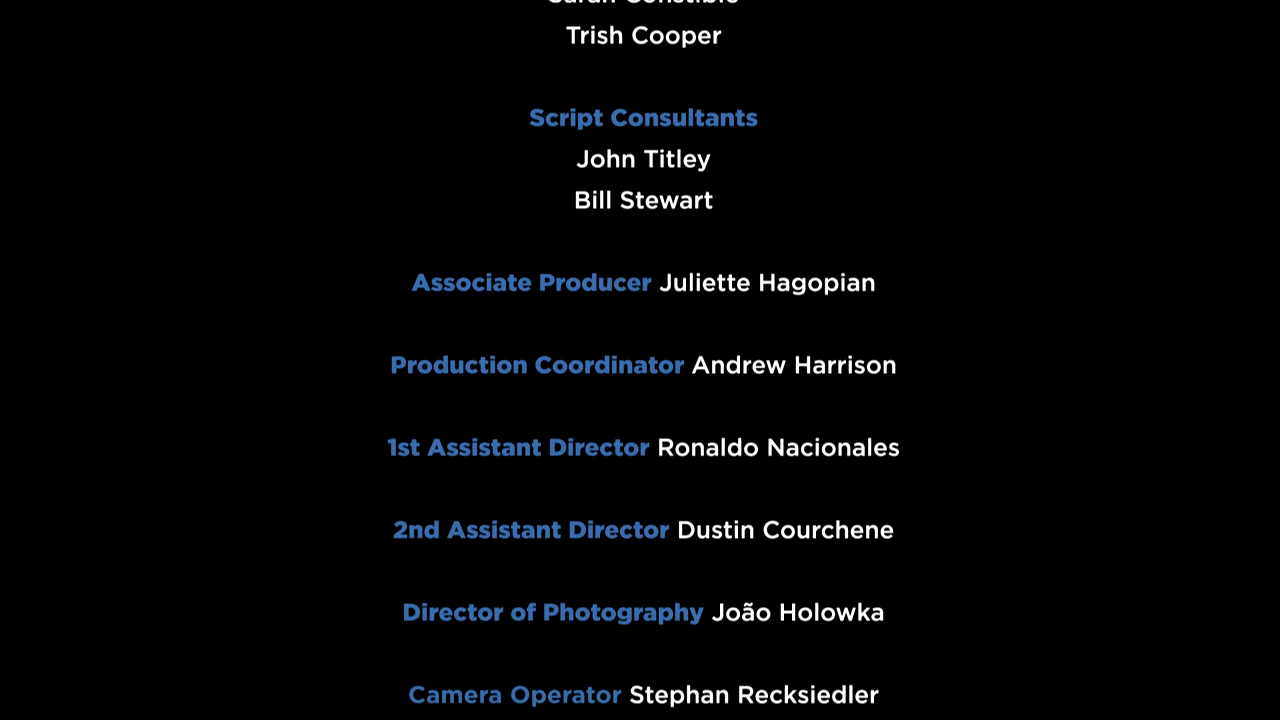 Trish Cooper
Script Consultants
John Titley
Bill Stewart
Associate Producer Juliette Hagopian
Production Coordinator Andrew Harrison
1st Assistant Director Ronaldo Nacionales
2nd Assistant Director Dustin Courchene
Director of Photography João Holowka
Camera Operator Stephan Recksiedler